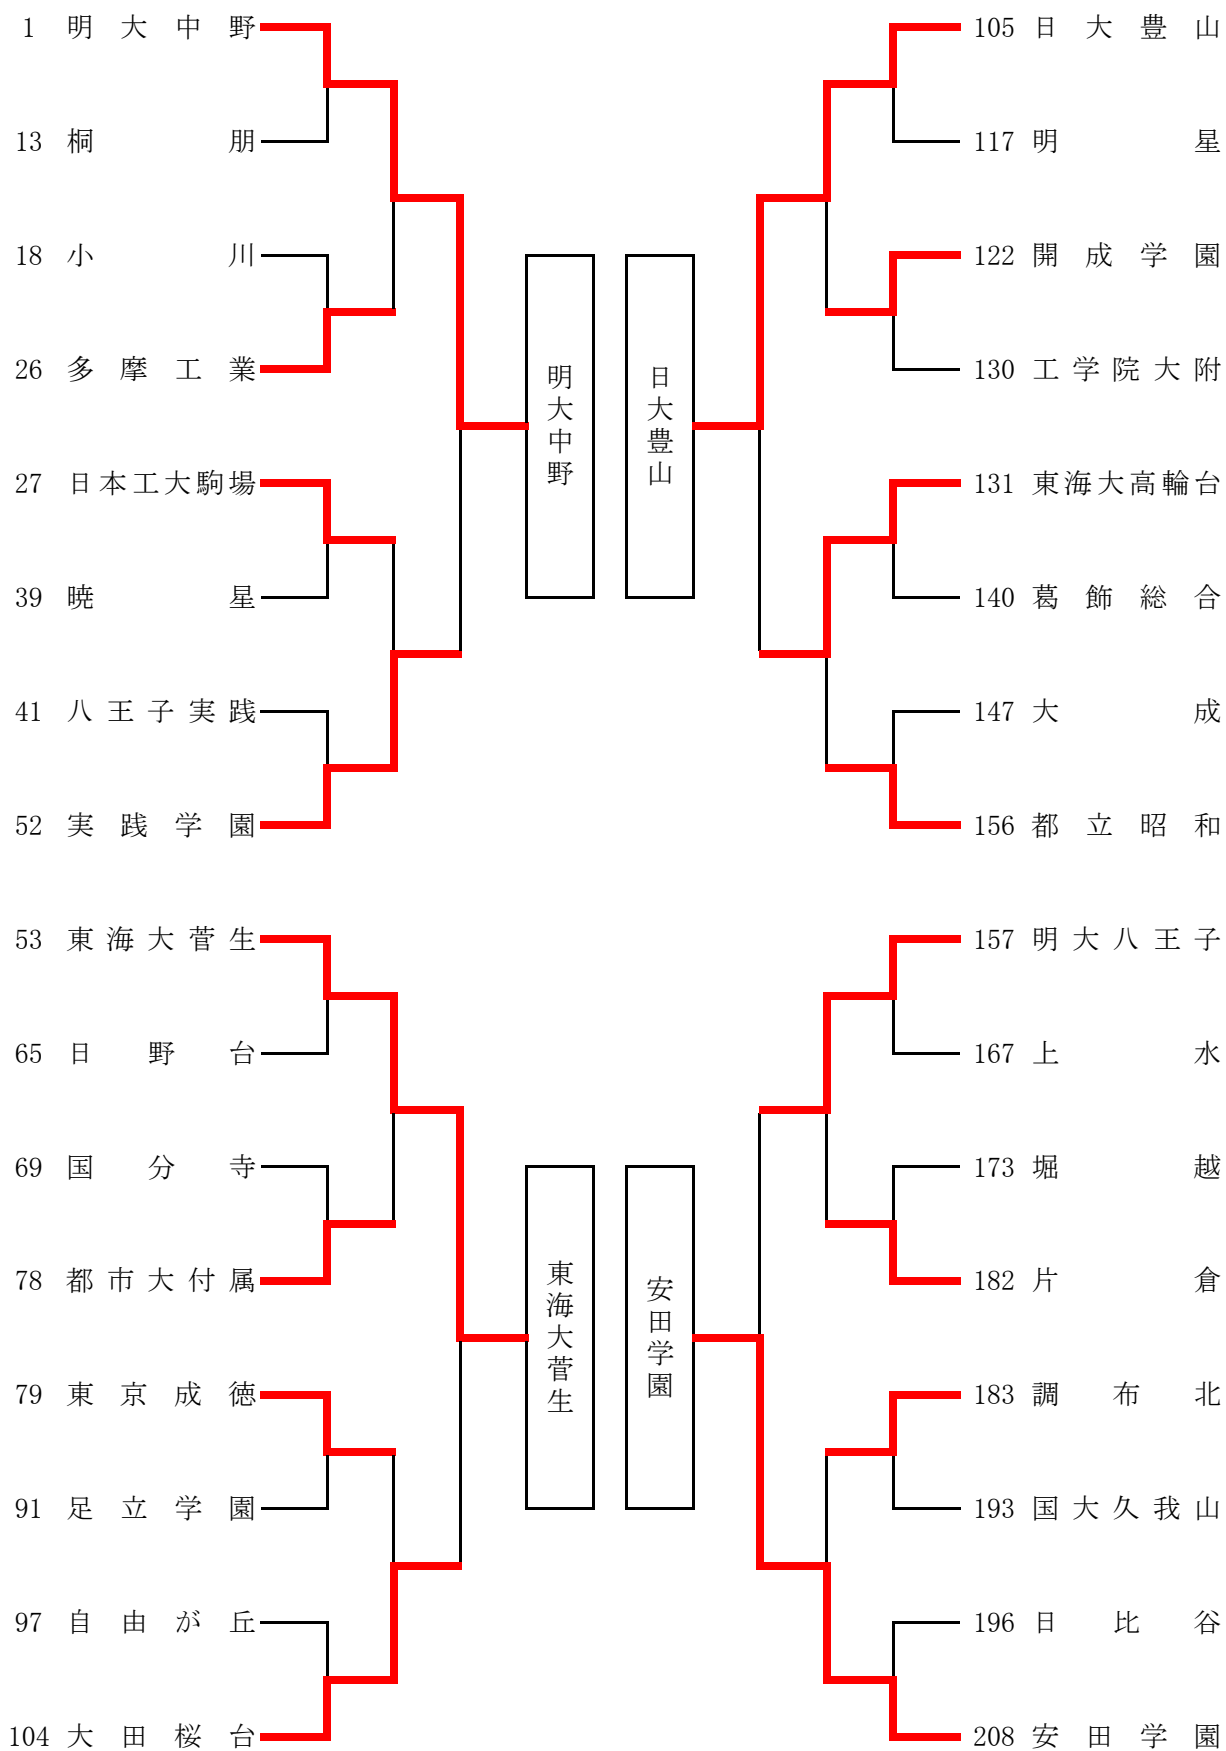 1 明大中野
13 桐朋
18 小川
26 多摩工業
27 日本工大駒場
39 暁星
41 八王子実践
52 実践学園
53 東海大菅生
65 日野台
69 国分寺
78 都市大付属
79 東京成徳
91 足立学園
97 自由が丘
104 大田桜台
明大中野
日大豊山
東海大菅生
安田学園
105 日大豊山
117 明星
122 開成学園
130 工学院大附
131 東海大高輪台
140 葛飾総合
147 大成
156 都立昭和
157 明大八王子
167 上水
173 堀越
182 片倉
183 調布北
193 国大久我山
196 日比谷
208 安田学園